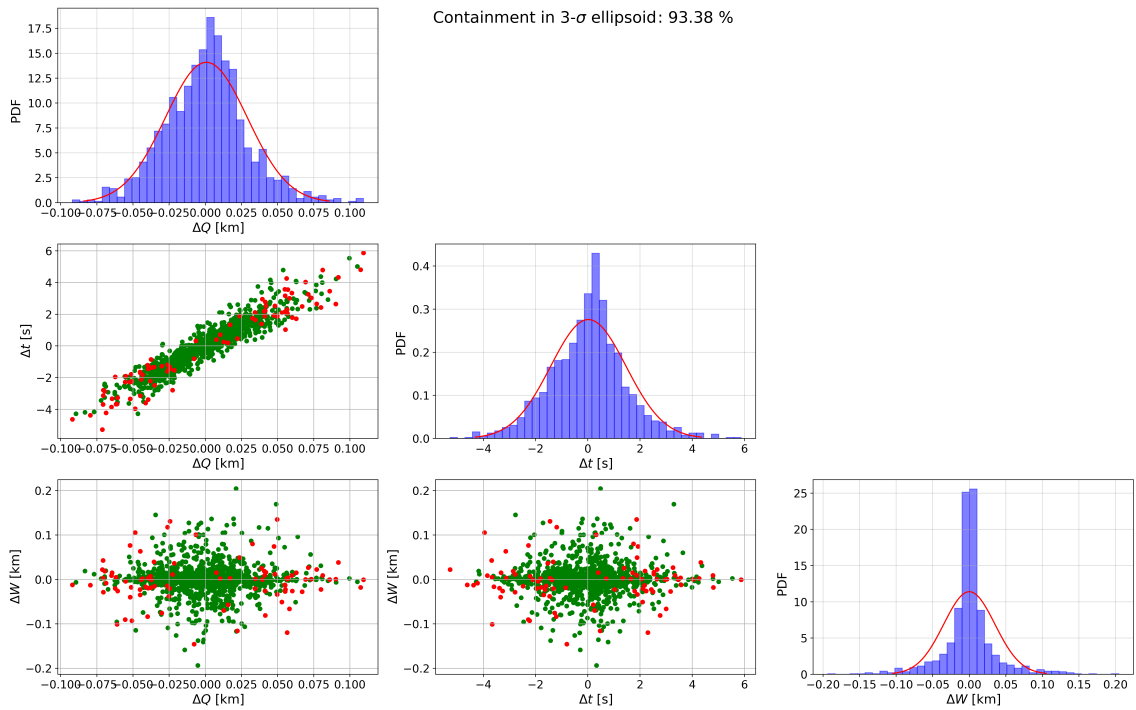 Containment in 3-σ ellipsoid: 93.38 %
17.5
15.0
12.5
10.0
7.5
5.0
2.5
0.0
PDF
−0.100 −0.075 −0.050 −0.025 0.000 0.025 0.050 0.075 0.100
ΔQ [km]
6
4
2
0
−2
−4
Δt [s]
−0.100 −0.075 −0.050 −0.025 0.000 0.025 0.050 0.075 0.100
ΔQ [km]
0.4
0.3
0.2
0.1
0.0
PDF
−4 −2 0 2 4 6
Δt [s]
0.2
0.1
0.0
−0.1
−0.2
ΔW [km]
−0.100 −0.075 −0.050 −0.025 0.000 0.025 0.050 0.075 0.100
ΔQ [km]
0.2
0.1
0.0
−0.1
−0.2
ΔW [km]
−4 −2 0 2 4 6
Δt [s]
25
20
15
10
5
0
PDF
−0.20 −0.15 −0.10 −0.05 0.00 0.05 0.10 0.15 0.20
ΔW [km]